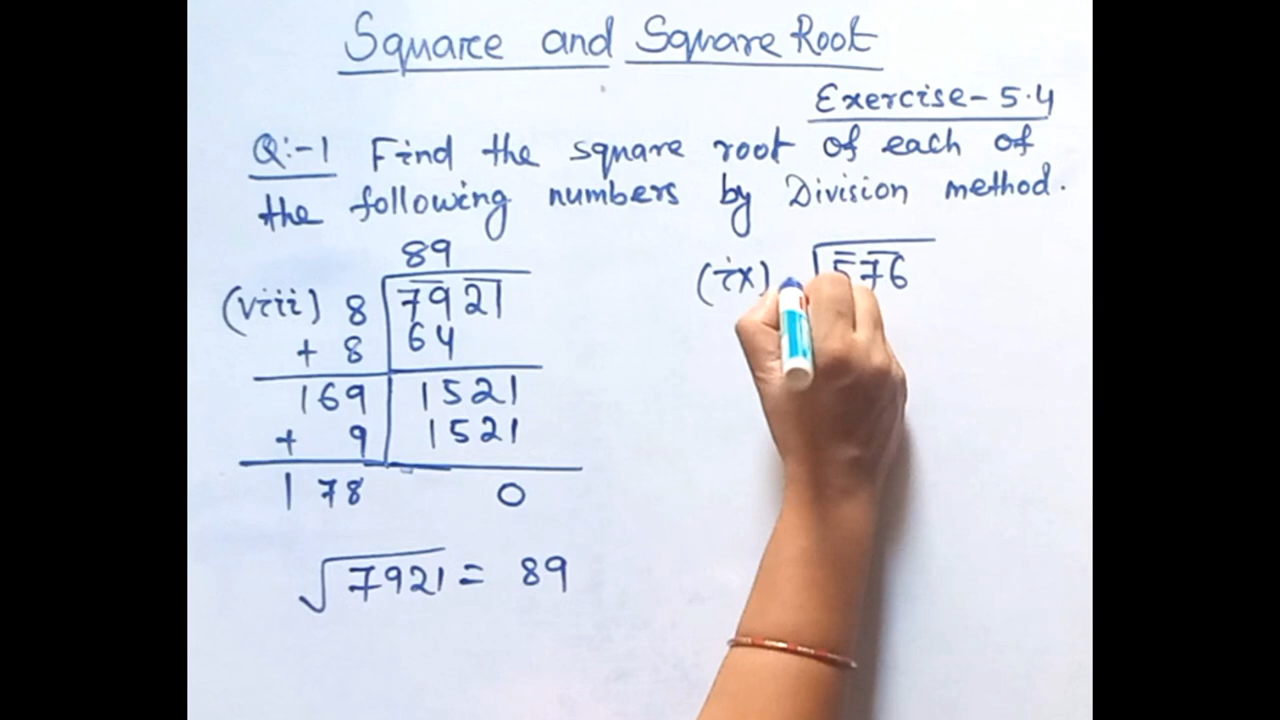 Square and Square Root
Exercise-5.4
Q:-1 Find the square root of each of
the following numbers by Division method.
89
(viii) 8 7921
+ 8 64
169 1521
+ 9 1521
178 0
√7921 = 89
(ix) √576